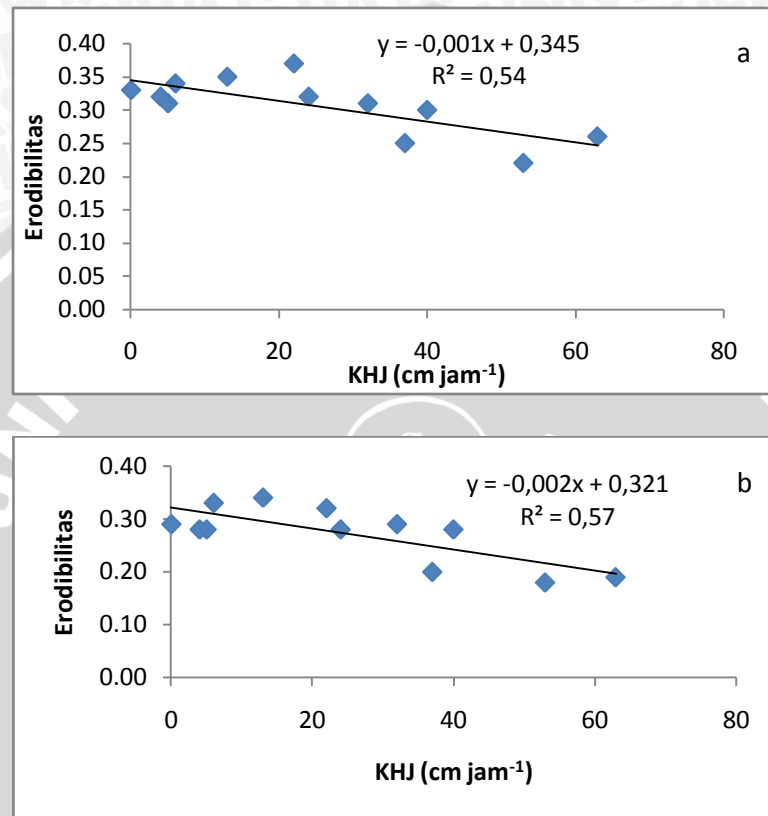 y = -0,001x + 0,345
R² = 0,54
a
Erodibilitas
0.40
0.35
0.30
0.25
0.20
0.15
0.10
0.05
0.00
0 20 40 60 80
KHJ (cm jam⁻¹)
y = -0,002x + 0,321
R² = 0,57
b
Erodibilitas
0.40
0.30
0.20
0.10
0.00
0 20 40 60 80
KHJ (cm jam⁻¹)